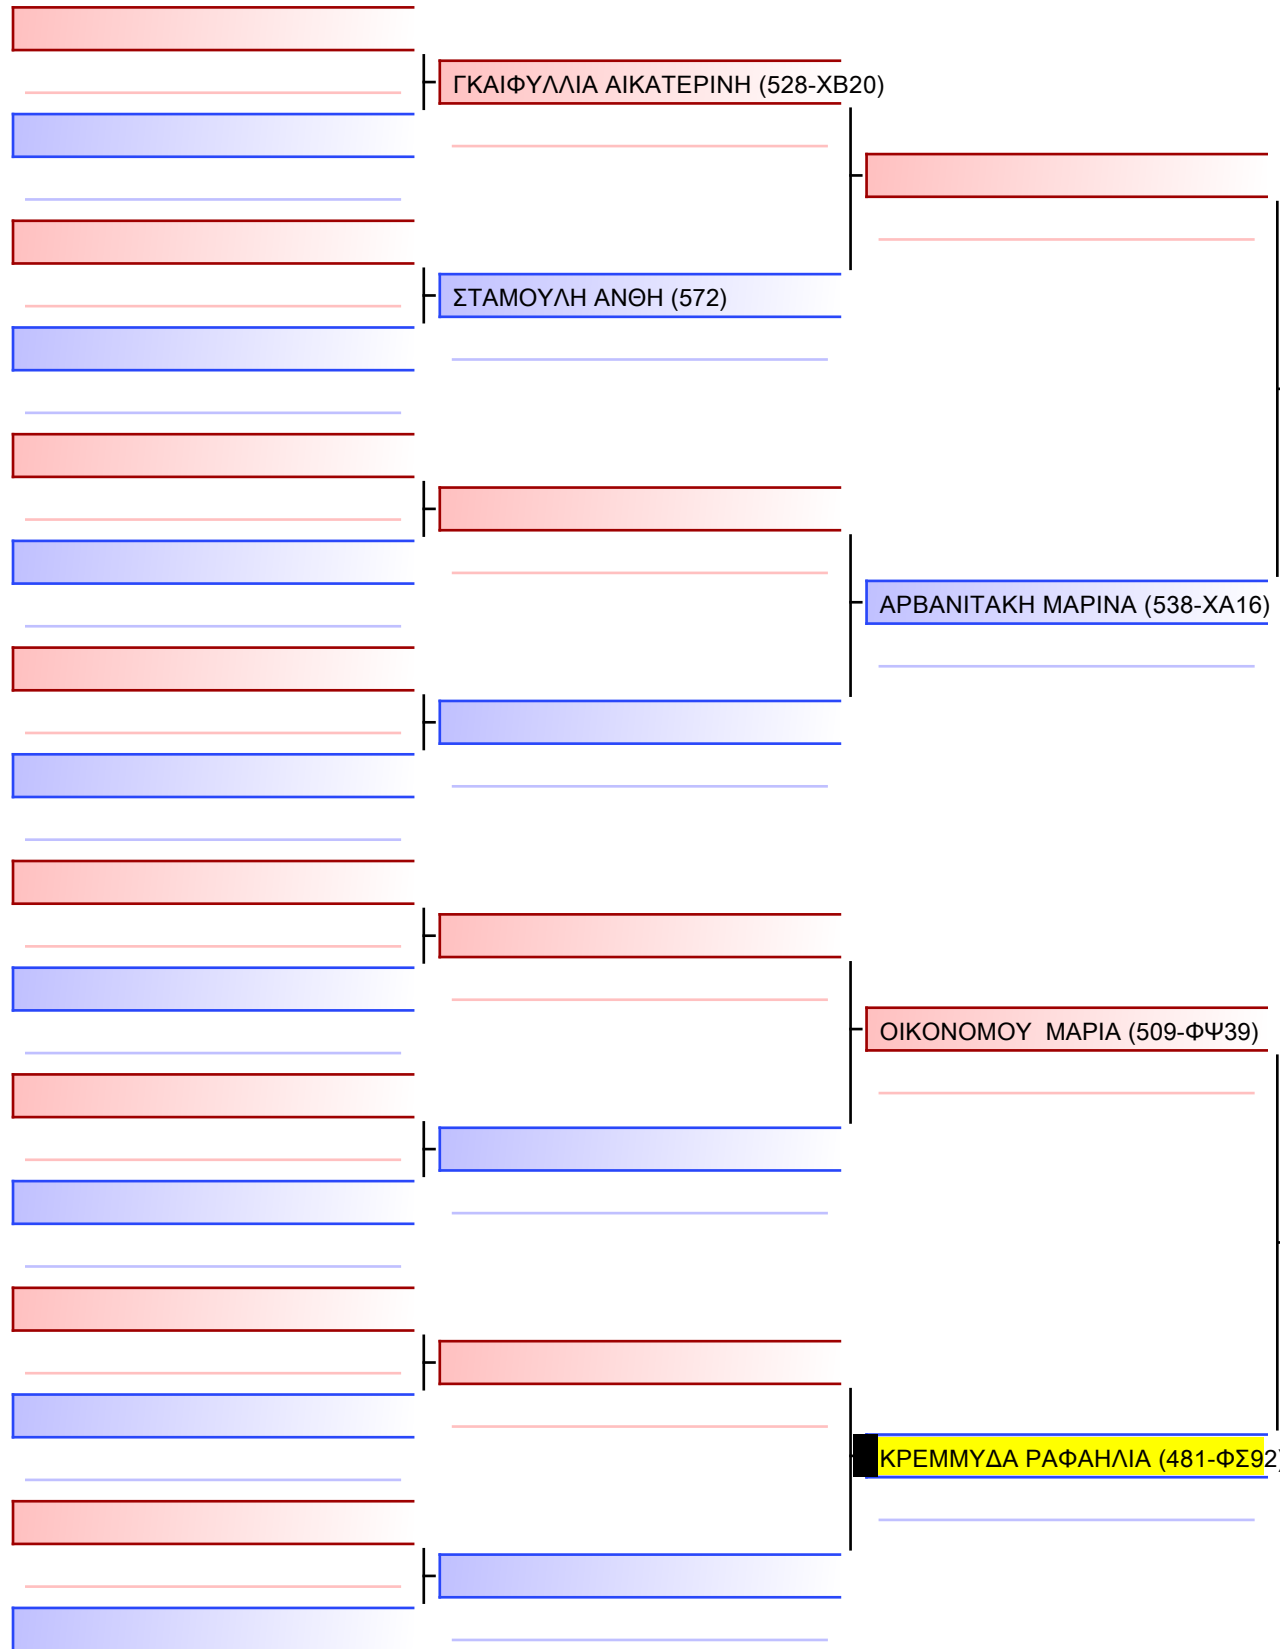 ΓΚΑΙΦΥΛΛΙΑ ΑΙΚΑΤΕΡΙΝΗ (528-ΧΒ20)
ΣΤΑΜΟΥΛΗ ΑΝΘΗ (572)
ΑΡΒΑΝΙΤΑΚΗ ΜΑΡΙΝΑ (538-ΧΑ16)
ΟΙΚΟΝΟΜΟΥ  ΜΑΡΙΑ (509-ΦΨ39)
ΚΡΕΜΜΥΔΑ ΡΑΦΑΗΛΙΑ (481-ΦΣ92)